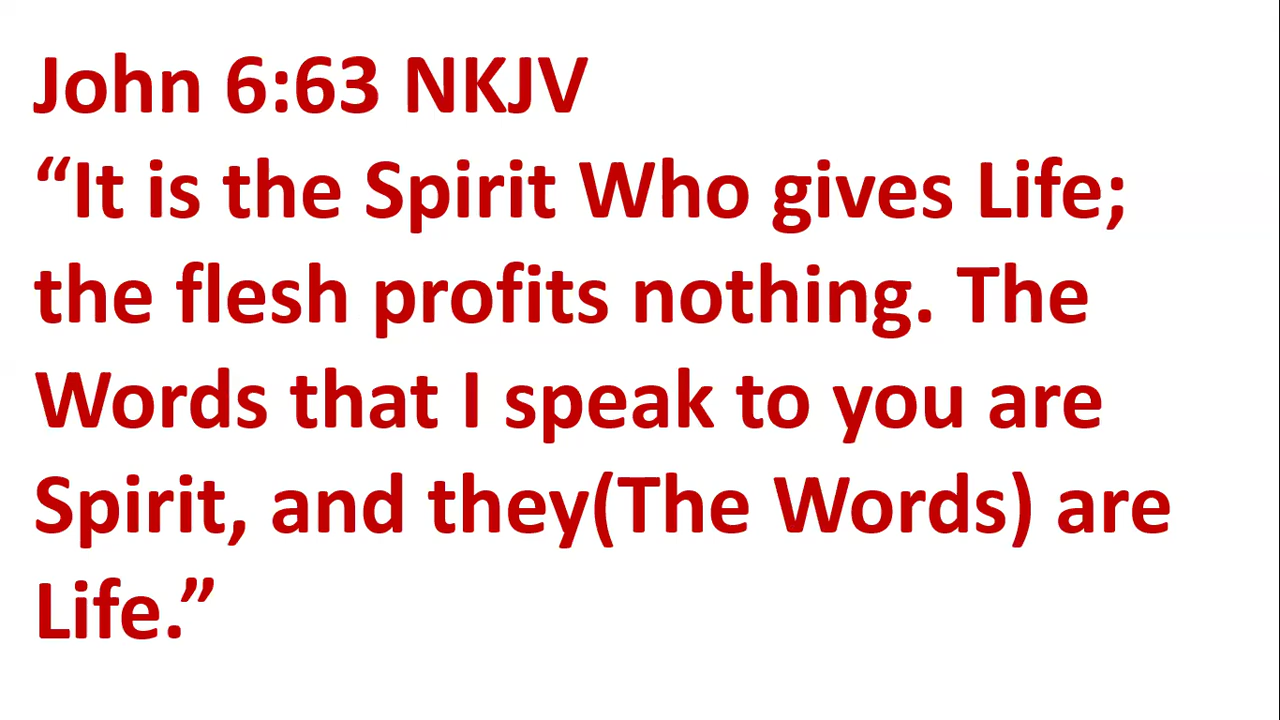 John 6:63 NKJV
“It is the Spirit Who gives Life;
the flesh profits nothing. The
Words that I speak to you are
Spirit, and they(The Words) are
Life.”